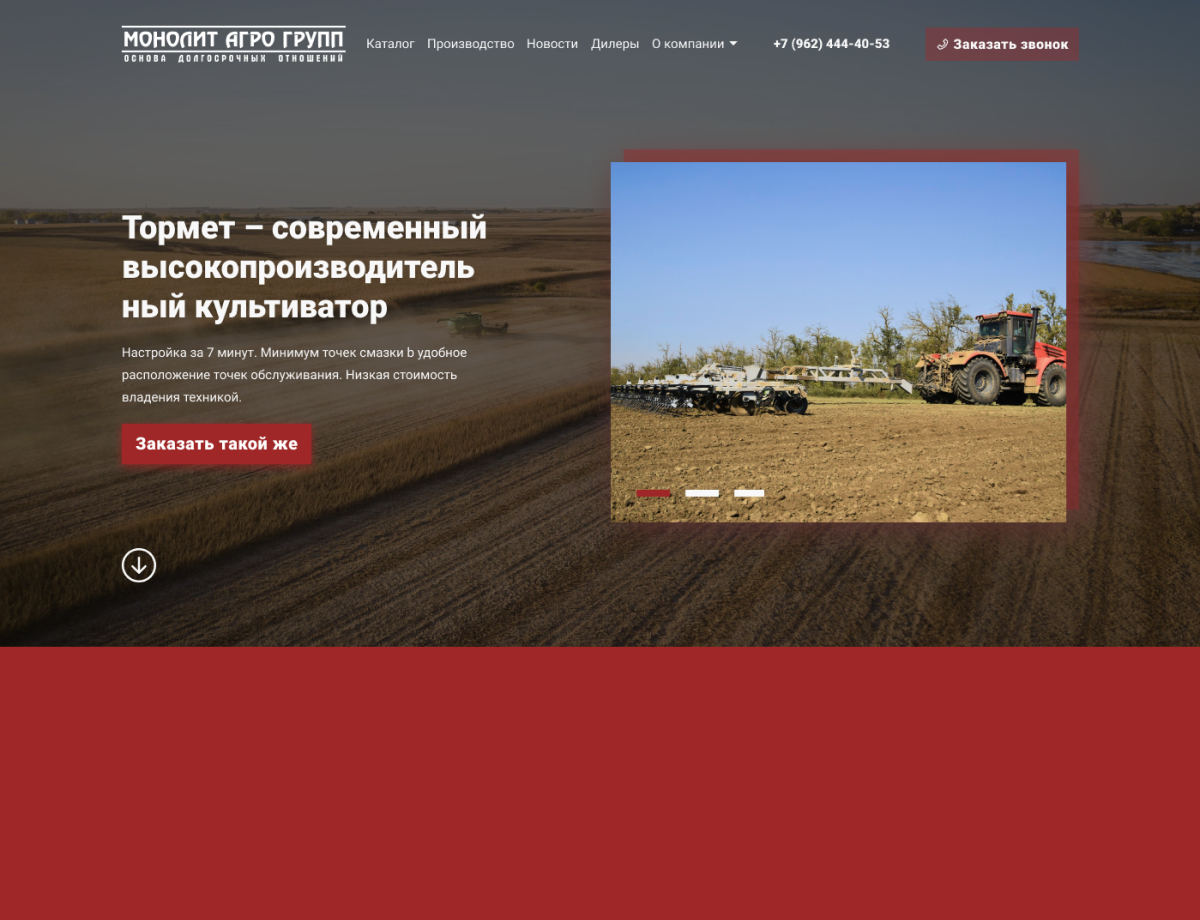 МОНОЛИТ АГРО ГРУПП
ОСНОВА ДОЛГОСРОЧНЫХ ОТНОШЕНИЙ
Каталог Производство Новости Дилеры О компании
+7 (962) 444-40-53
Заказать звонок
Тормет – современный
высокопроизводитель
ный культиватор
Настройка за 7 минут. Минимум точек смазки b удобное
расположение точек обслуживания. Низкая стоимость
владения техникой.
Заказать такой же